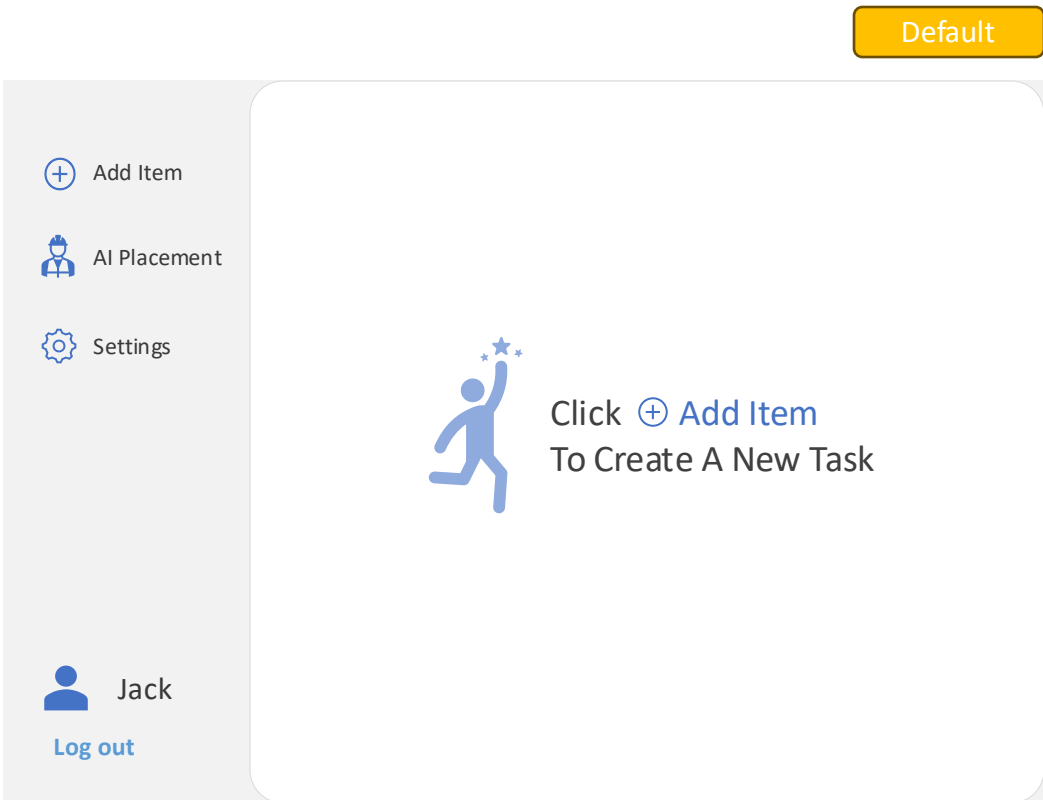 Default
Add Item
AI Placement
Settings
Click Add Item
To Create A New Task
Jack
Log out